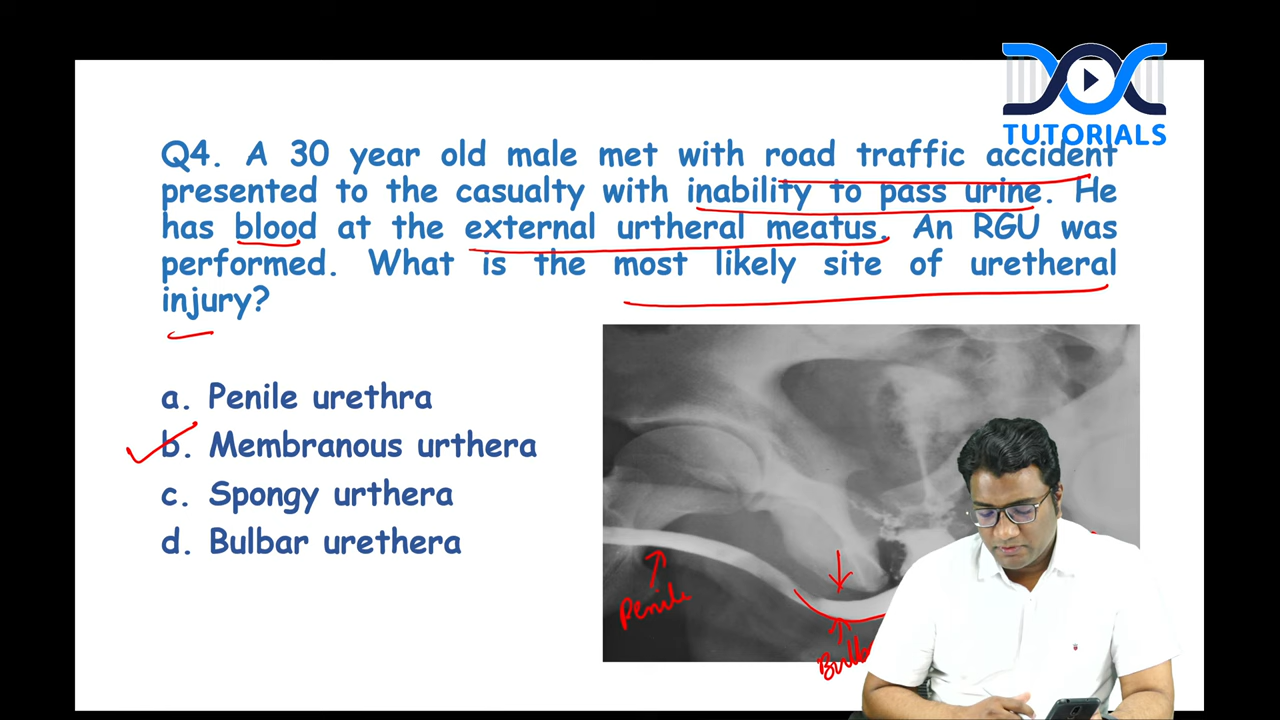 TUTORIALS
Q4. A 30 year old male met with road traffic accident
presented to the casualty with inability to pass urine. He
has blood at the external urtheral meatus. An RGU was
performed. What is the most likely site of uretheral
injury?
a. Penile urethra
b. Membranous urthera
c. Spongy urthera
d. Bulbar urethera
Penile